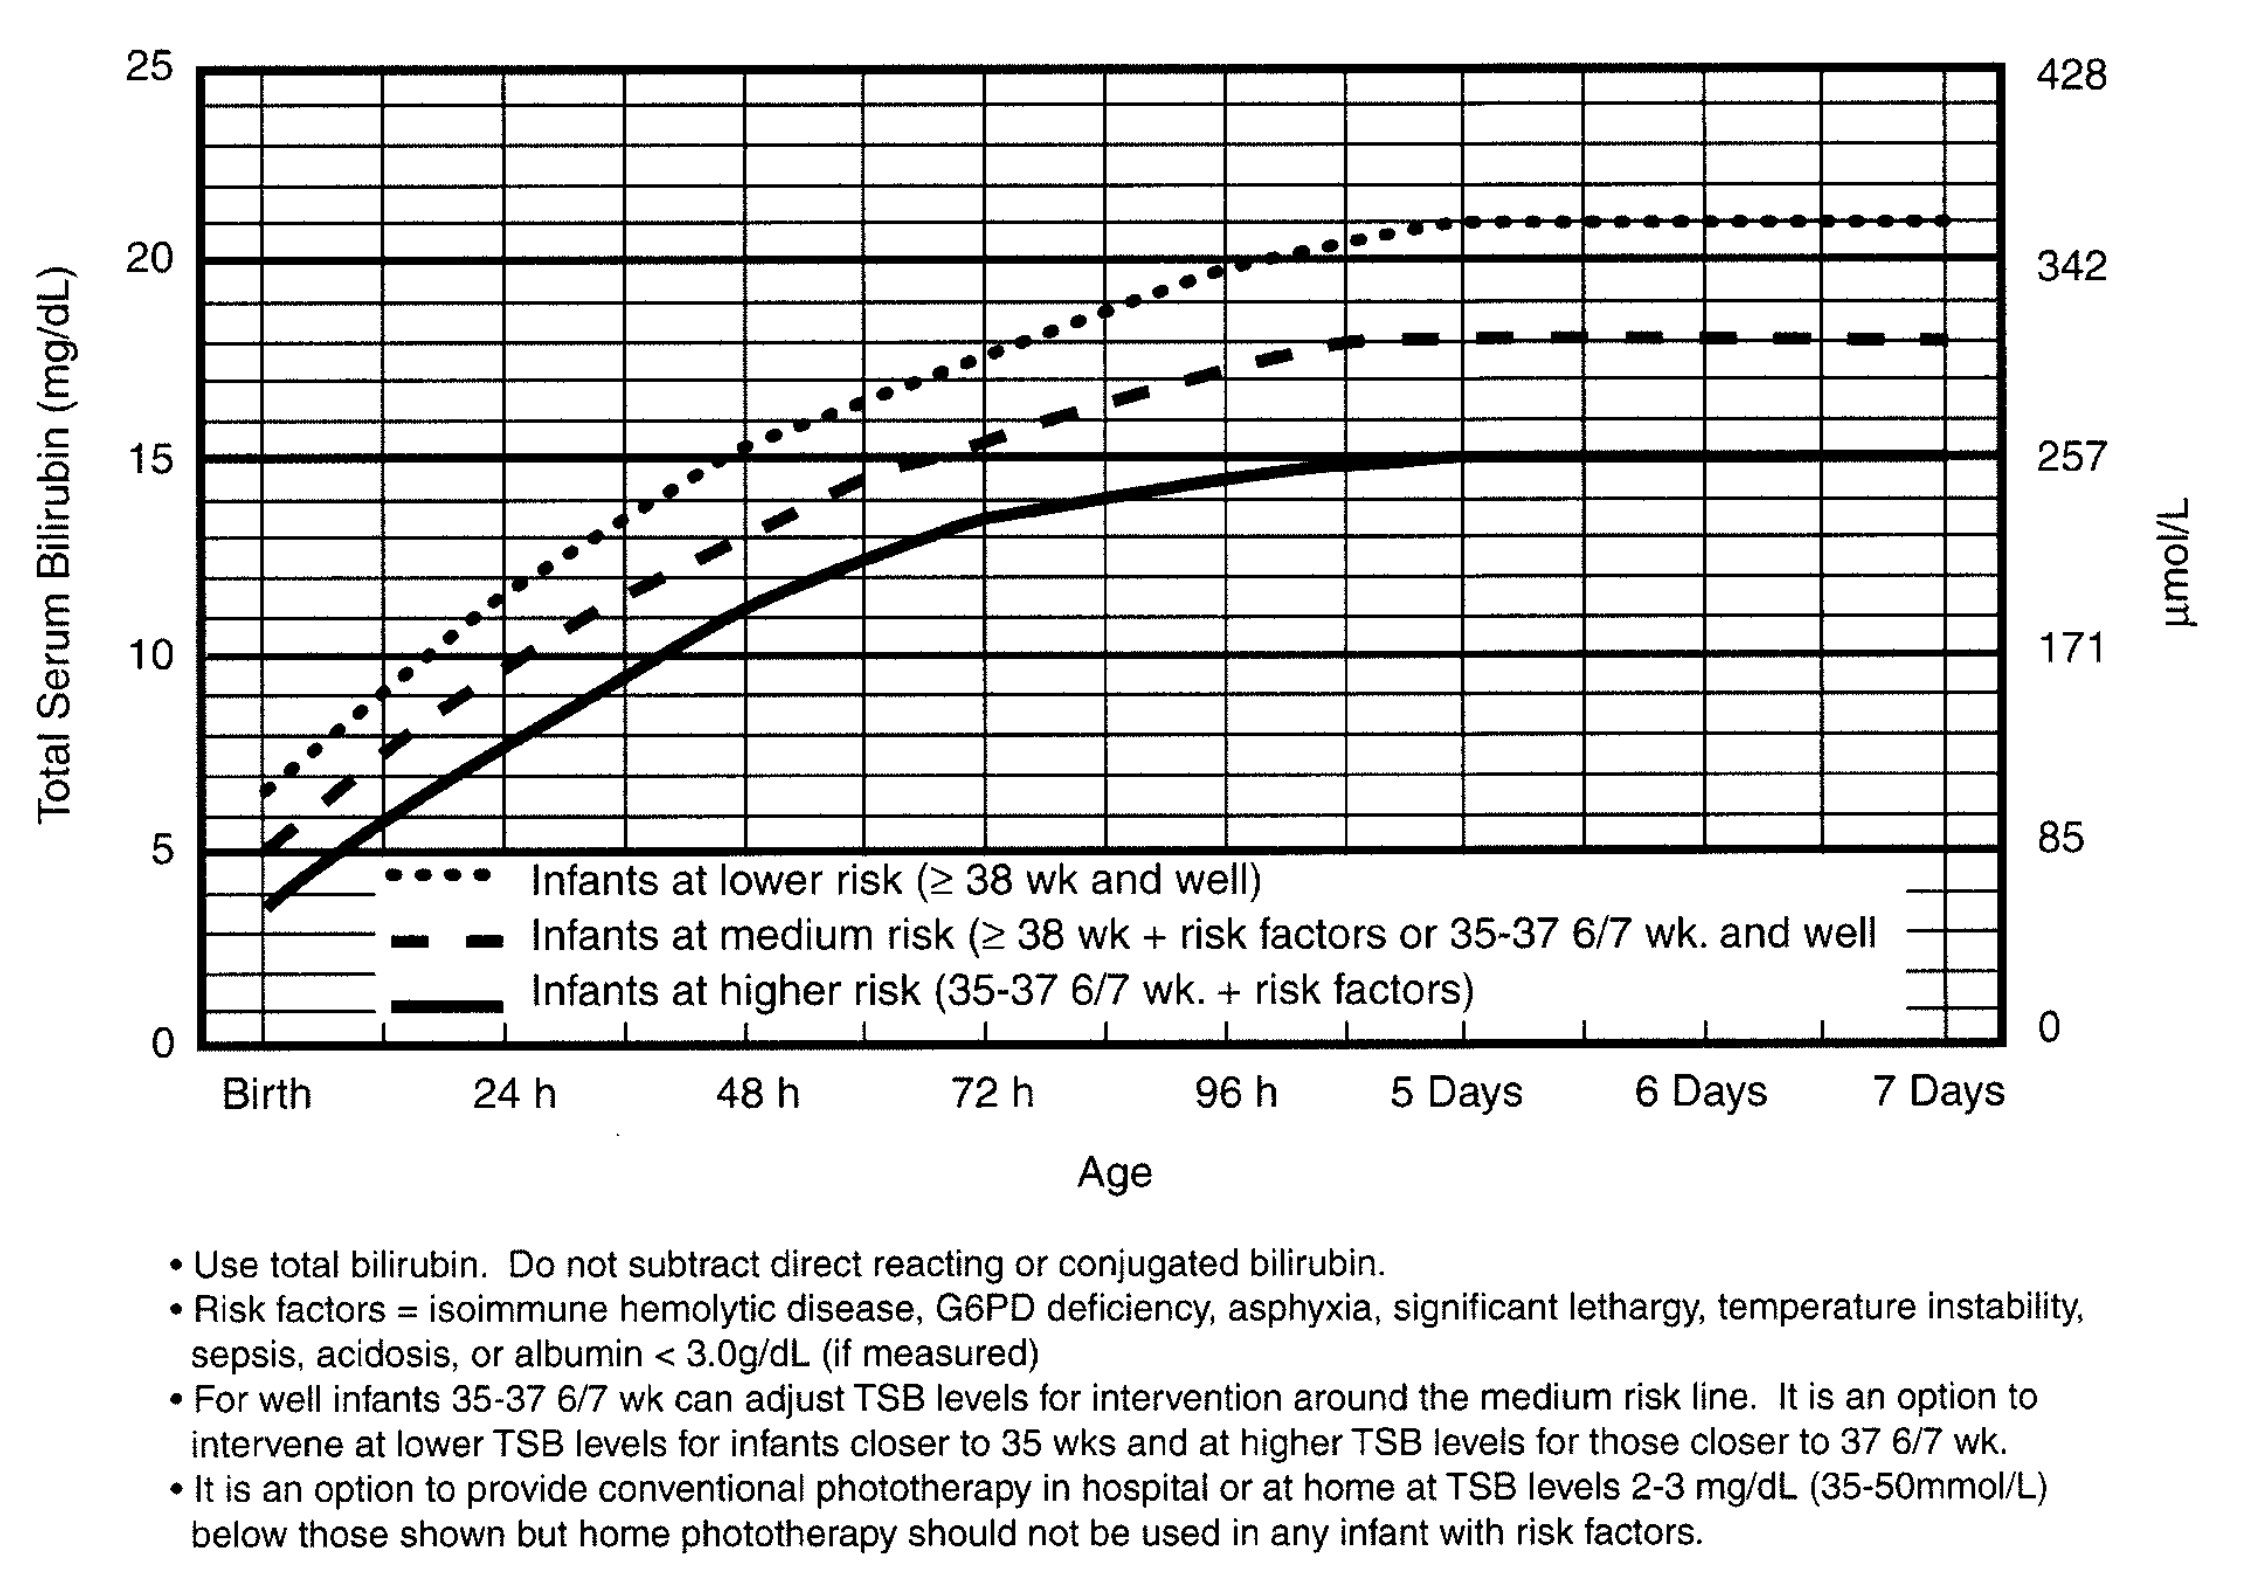 25
20
15
10
5
0
Total Serum Bilirubin (mg/dL)
428
342
257
171
85
0
µmol/L
Infants at lower risk (≥ 38 wk and well)
Infants at medium risk (≥ 38 wk + risk factors or 35-37 6/7 wk. and well
Infants at higher risk (35-37 6/7 wk. + risk factors)
Birth 24 h 48 h 72 h 96 h 5 Days 6 Days 7 Days
Age
• Use total bilirubin. Do not subtract direct reacting or conjugated bilirubin.
• Risk factors = isoimmune hemolytic disease, G6PD deficiency, asphyxia, significant lethargy, temperature instability,
sepsis, acidosis, or albumin < 3.0g/dL (if measured)
• For well infants 35-37 6/7 wk can adjust TSB levels for intervention around the medium risk line. It is an option to
intervene at lower TSB levels for infants closer to 35 wks and at higher TSB levels for those closer to 37 6/7 wk.
• It is an option to provide conventional phototherapy in hospital or at home at TSB levels 2-3 mg/dL (35-50mmol/L)
below those shown but home phototherapy should not be used in any infant with risk factors.